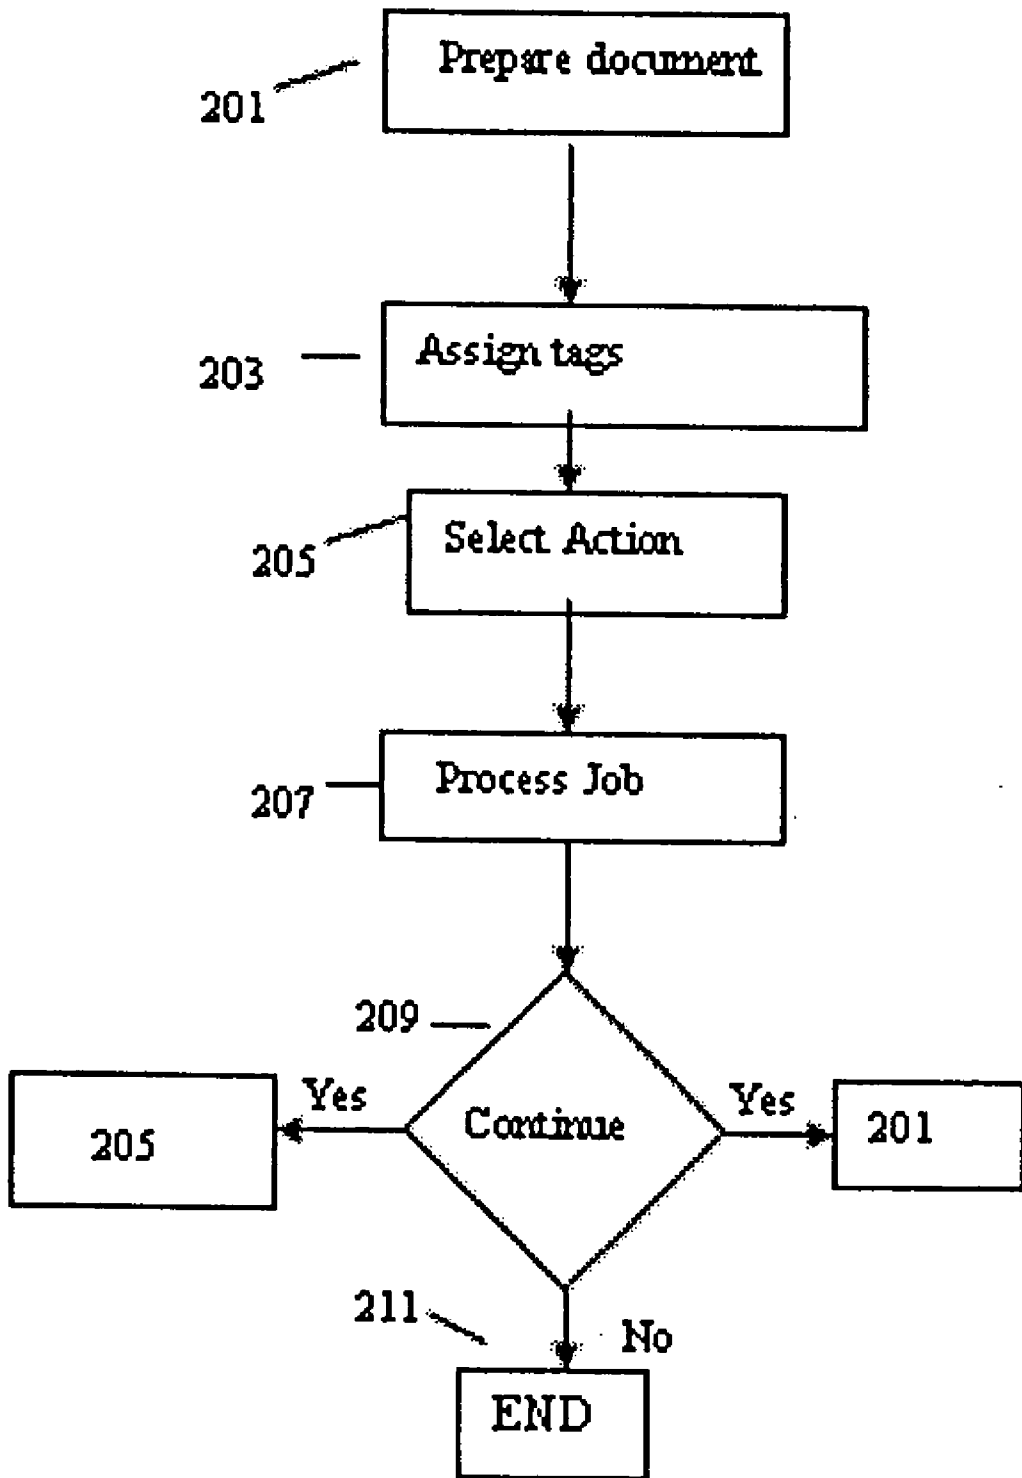 Prepare document
201
Assign tags
203
Select Action
205
Process Job
207
209
Yes
Yes
205
Continue
201
211
No
END